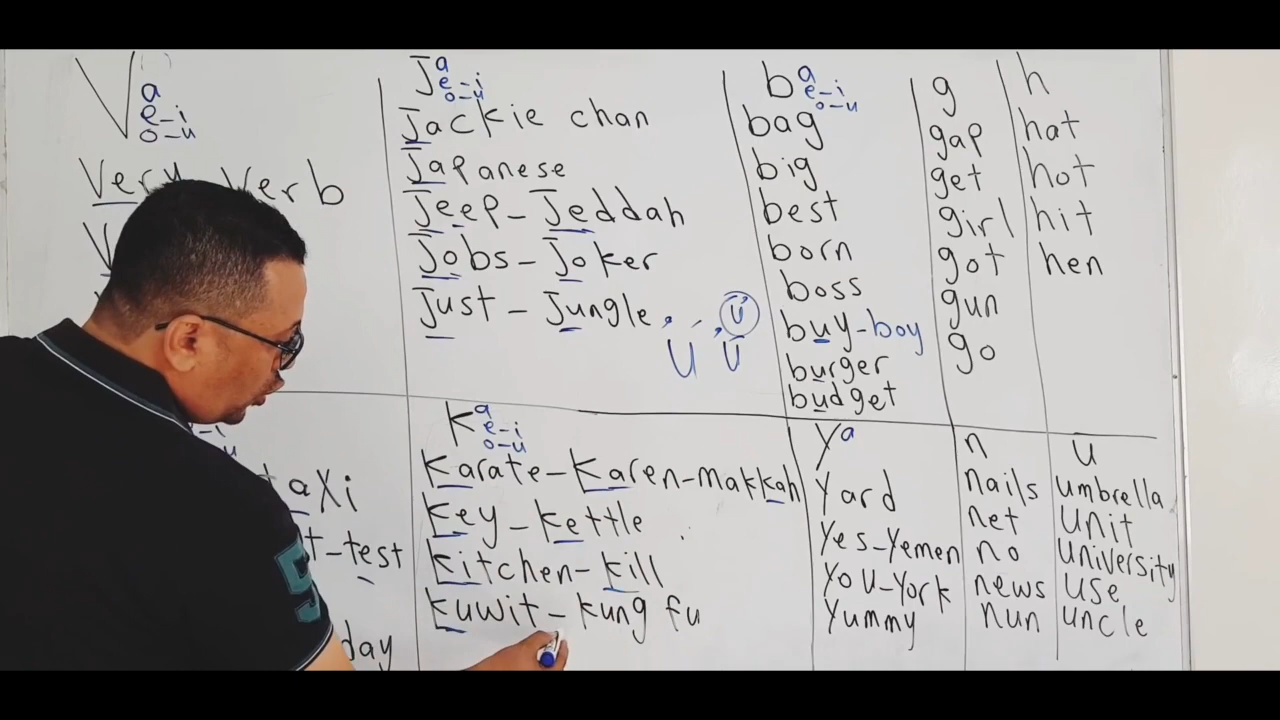 V
a
e-i
o-u
Very Verb
J
a
e-i
o-u
Jackie chan
Japanese
Jeep-Jeddah
Jobs-Joker
Just-Jungle
U
Ú
U
b
a
e-i
o-u
bag
big
best
born
boss
buy-boy
burger
budget
g
gap
get
girl
got
gun
go
h
hat
hot
hit
hen
taxi
t-test
day
K
a
e-i
o-u
Karate-Karen-Makkah
Key-Kettle
Kitchen-Kill
Kuwit-Kung fu
Y
a
Yard
Yes-Yemen
You-York
Yummy
n
nails
net
no
news
nun
u
umbrella
Unit
University
Use
Uncle
5